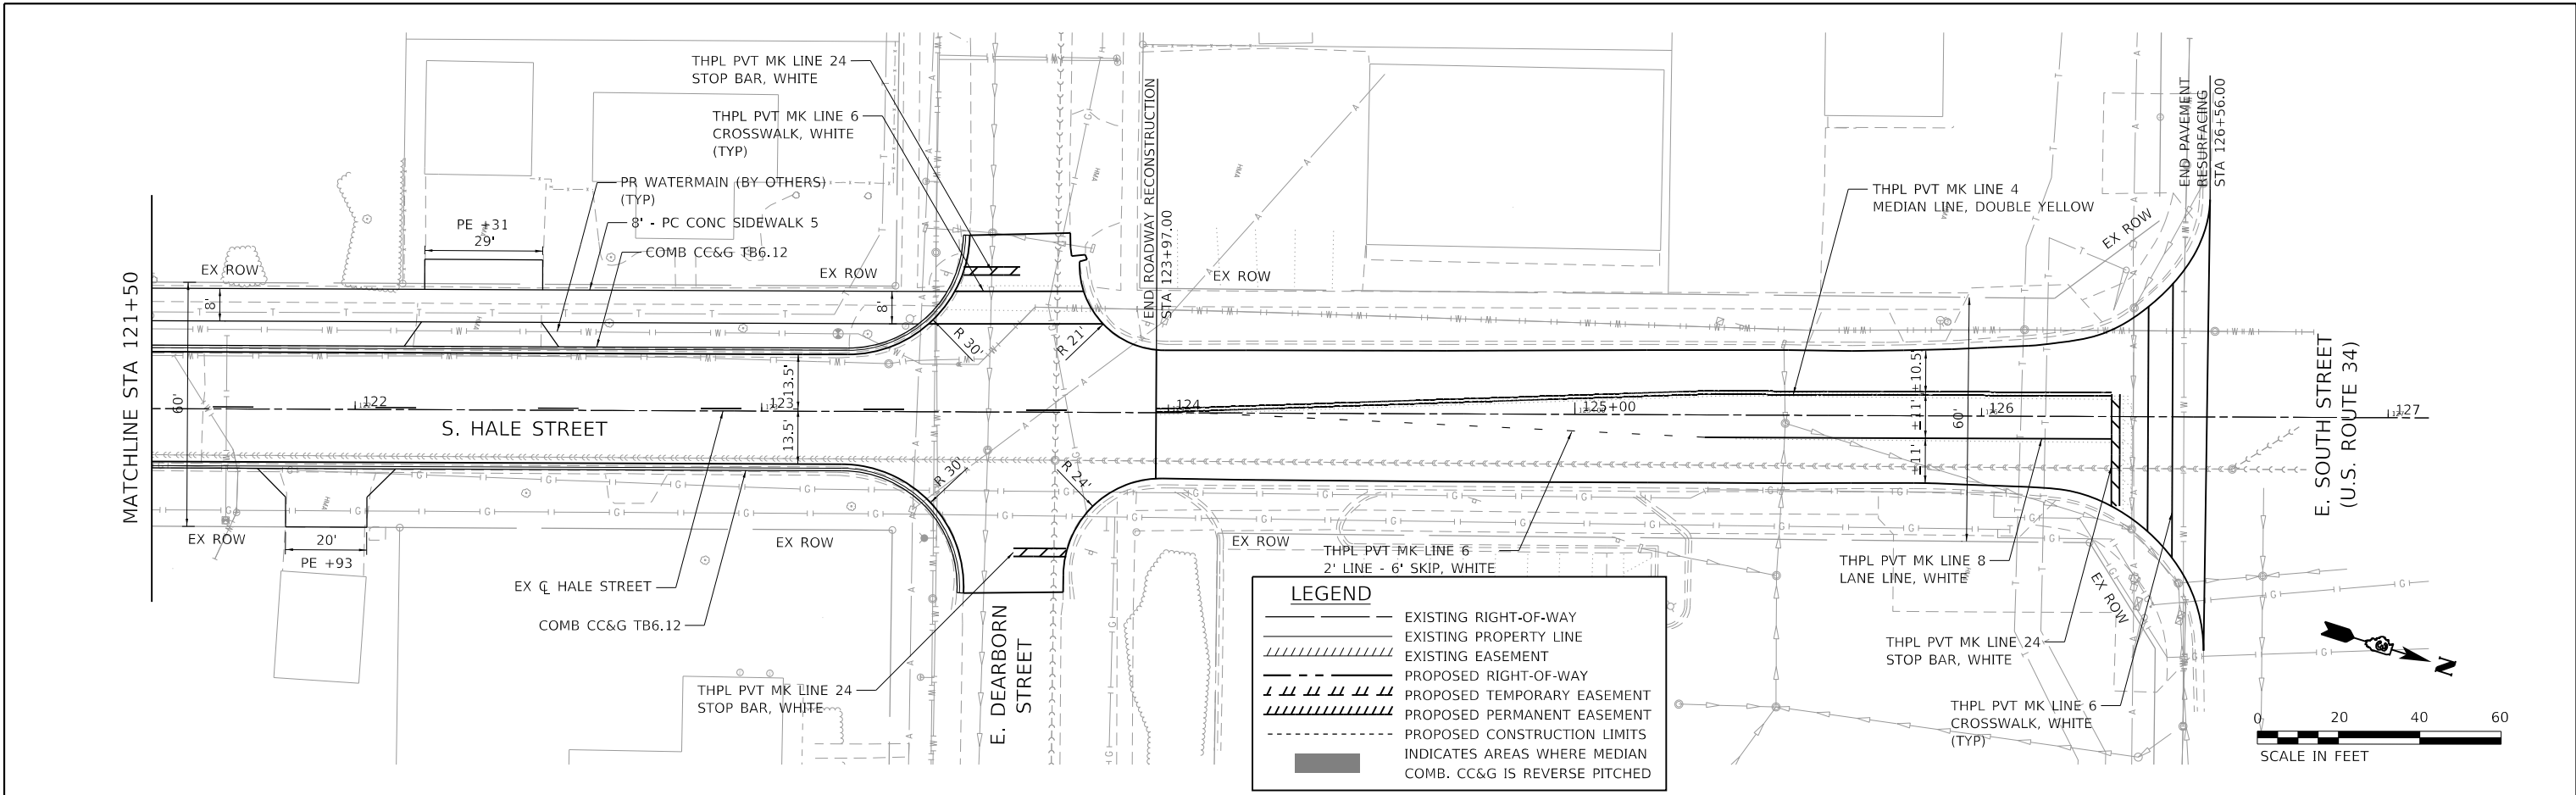 THPL PVT MK LINE 24
STOP BAR, WHITE
THPL PVT MK LINE 6
CROSSWALK, WHITE
(TYP)
PR WATERMAIN (BY OTHERS)
(TYP)
8' - PC CONC SIDEWALK 5
COMB CC&G TB6.12
PE +31
29'
EX ROW
EX ROW
8'
8'
60'
MATCHLINE STA 121+50
122
123
13.5'
13.5'
S. HALE STREET
R 30'
R 21'
R 30'
R 24'
END ROADWAY RECONSTRUCTION
STA 123+97.00
EX ROW
124
125+00
126
127
THPL PVT MK LINE 4
MEDIAN LINE, DOUBLE YELLOW
EX ROW
END PAVEMENT
RESURFACING
STA 126+56.00
±10.5'
±11'
±11'
60'
E. SOUTH STREET
(U.S. ROUTE 34)
EX ROW
20'
PE +93
EX ROW
EX ℄ HALE STREET
COMB CC&G TB6.12
THPL PVT MK LINE 24
STOP BAR, WHITE
E. DEARBORN
STREET
EX ROW
THPL PVT MK LINE 6
2' LINE - 6' SKIP, WHITE
THPL PVT MK LINE 8
LANE LINE, WHITE
EX ROW
THPL PVT MK LINE 24
STOP BAR, WHITE
THPL PVT MK LINE 6
CROSSWALK, WHITE
(TYP)
LEGEND
EXISTING RIGHT-OF-WAY
EXISTING PROPERTY LINE
EXISTING EASEMENT
PROPOSED RIGHT-OF-WAY
PROPOSED TEMPORARY EASEMENT
PROPOSED PERMANENT EASEMENT
PROPOSED CONSTRUCTION LIMITS
INDICATES AREAS WHERE MEDIAN
COMB. CC&G IS REVERSE PITCHED
N
0 20 40 60
SCALE IN FEET